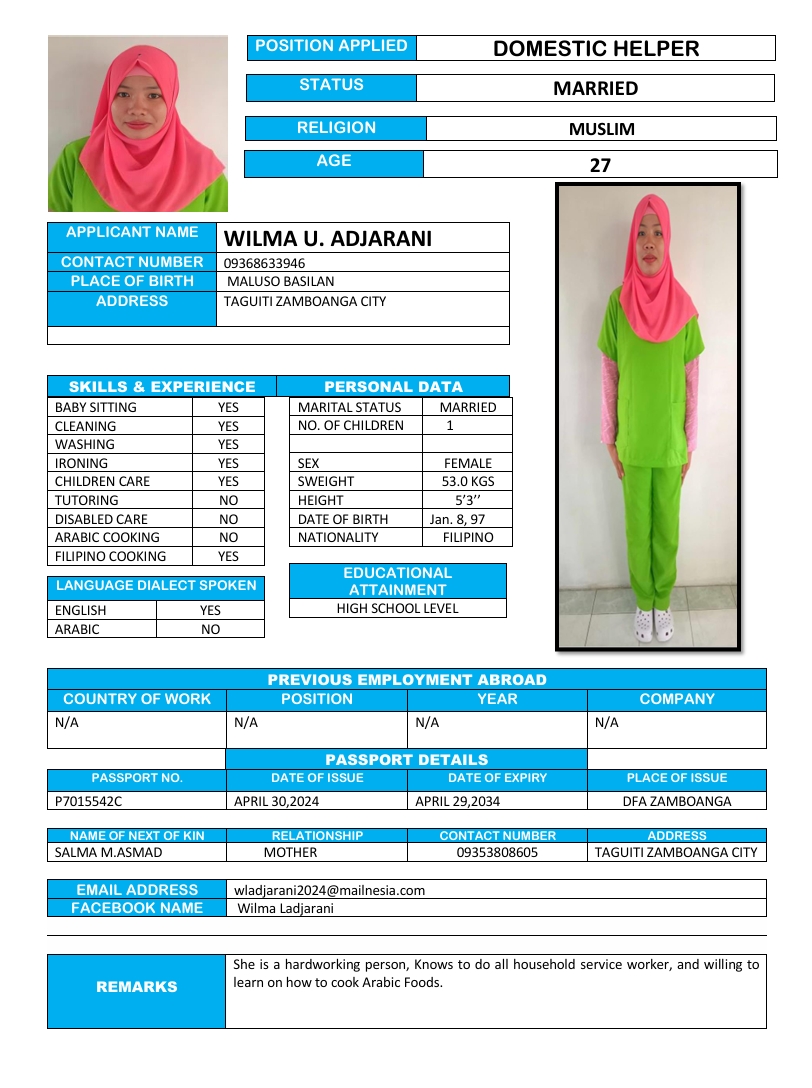 POSITION APPLIED DOMESTIC HELPER
STATUS MARRIED
RELIGION MUSLIM
AGE 27
APPLICANT NAME WILMA U. ADJARANI
CONTACT NUMBER 09368633946
PLACE OF BIRTH MALUSO BASILAN
ADDRESS TAGUITI ZAMBOANGA CITY
SKILLS & EXPERIENCE PERSONAL DATA
BABY SITTING YES MARITAL STATUS MARRIED
CLEANING YES NO. OF CHILDREN 1
WASHING YES
IRONING YES SEX FEMALE
CHILDREN CARE YES SWEIGHT 53.0 KGS
TUTORING NO HEIGHT 5’3’’
DISABLED CARE NO DATE OF BIRTH Jan. 8, 97
ARABIC COOKING NO NATIONALITY FILIPINO
FILIPINO COOKING YES
LANGUAGE DIALECT SPOKEN
ENGLISH YES
ARABIC NO
EDUCATIONAL
ATTAINMENT
HIGH SCHOOL LEVEL
PREVIOUS EMPLOYMENT ABROAD
COUNTRY OF WORK POSITION YEAR COMPANY
N/A N/A N/A N/A
PASSPORT DETAILS
PASSPORT NO. DATE OF ISSUE DATE OF EXPIRY PLACE OF ISSUE
P7015542C APRIL 30,2024 APRIL 29,2034 DFA ZAMBOANGA
NAME OF NEXT OF KIN RELATIONSHIP CONTACT NUMBER ADDRESS
SALMA M.ASMAD MOTHER 09353808605 TAGUITI ZAMBOANGA CITY
EMAIL ADDRESS wladjarani2024@mailnesia.com
FACEBOOK NAME Wilma Ladjarani
REMARKS
She is a hardworking person, Knows to do all household service worker, and willing to
learn on how to cook Arabic Foods.